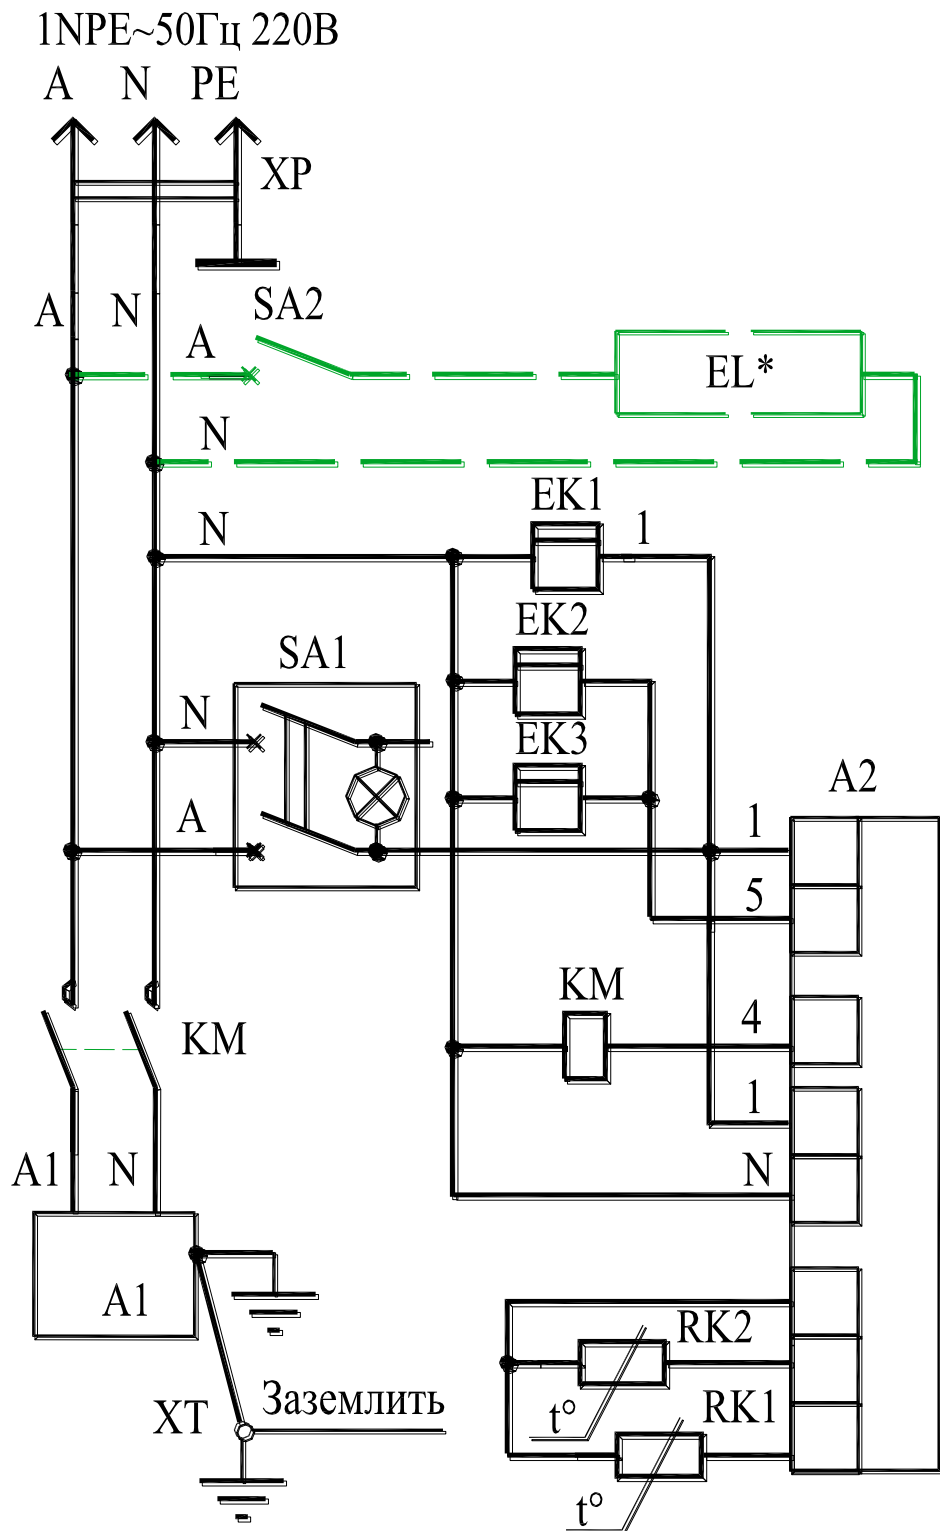 1NPE~50Гц 220В
A N PE
XP
A N SA2
A EL*
N
EK1
N 1
EK2
SA1
N EK3
A2
A 1
5
KM
4
KM
1
A1 N N
A1
RK2
Заземлить RK1
XT t°
t°